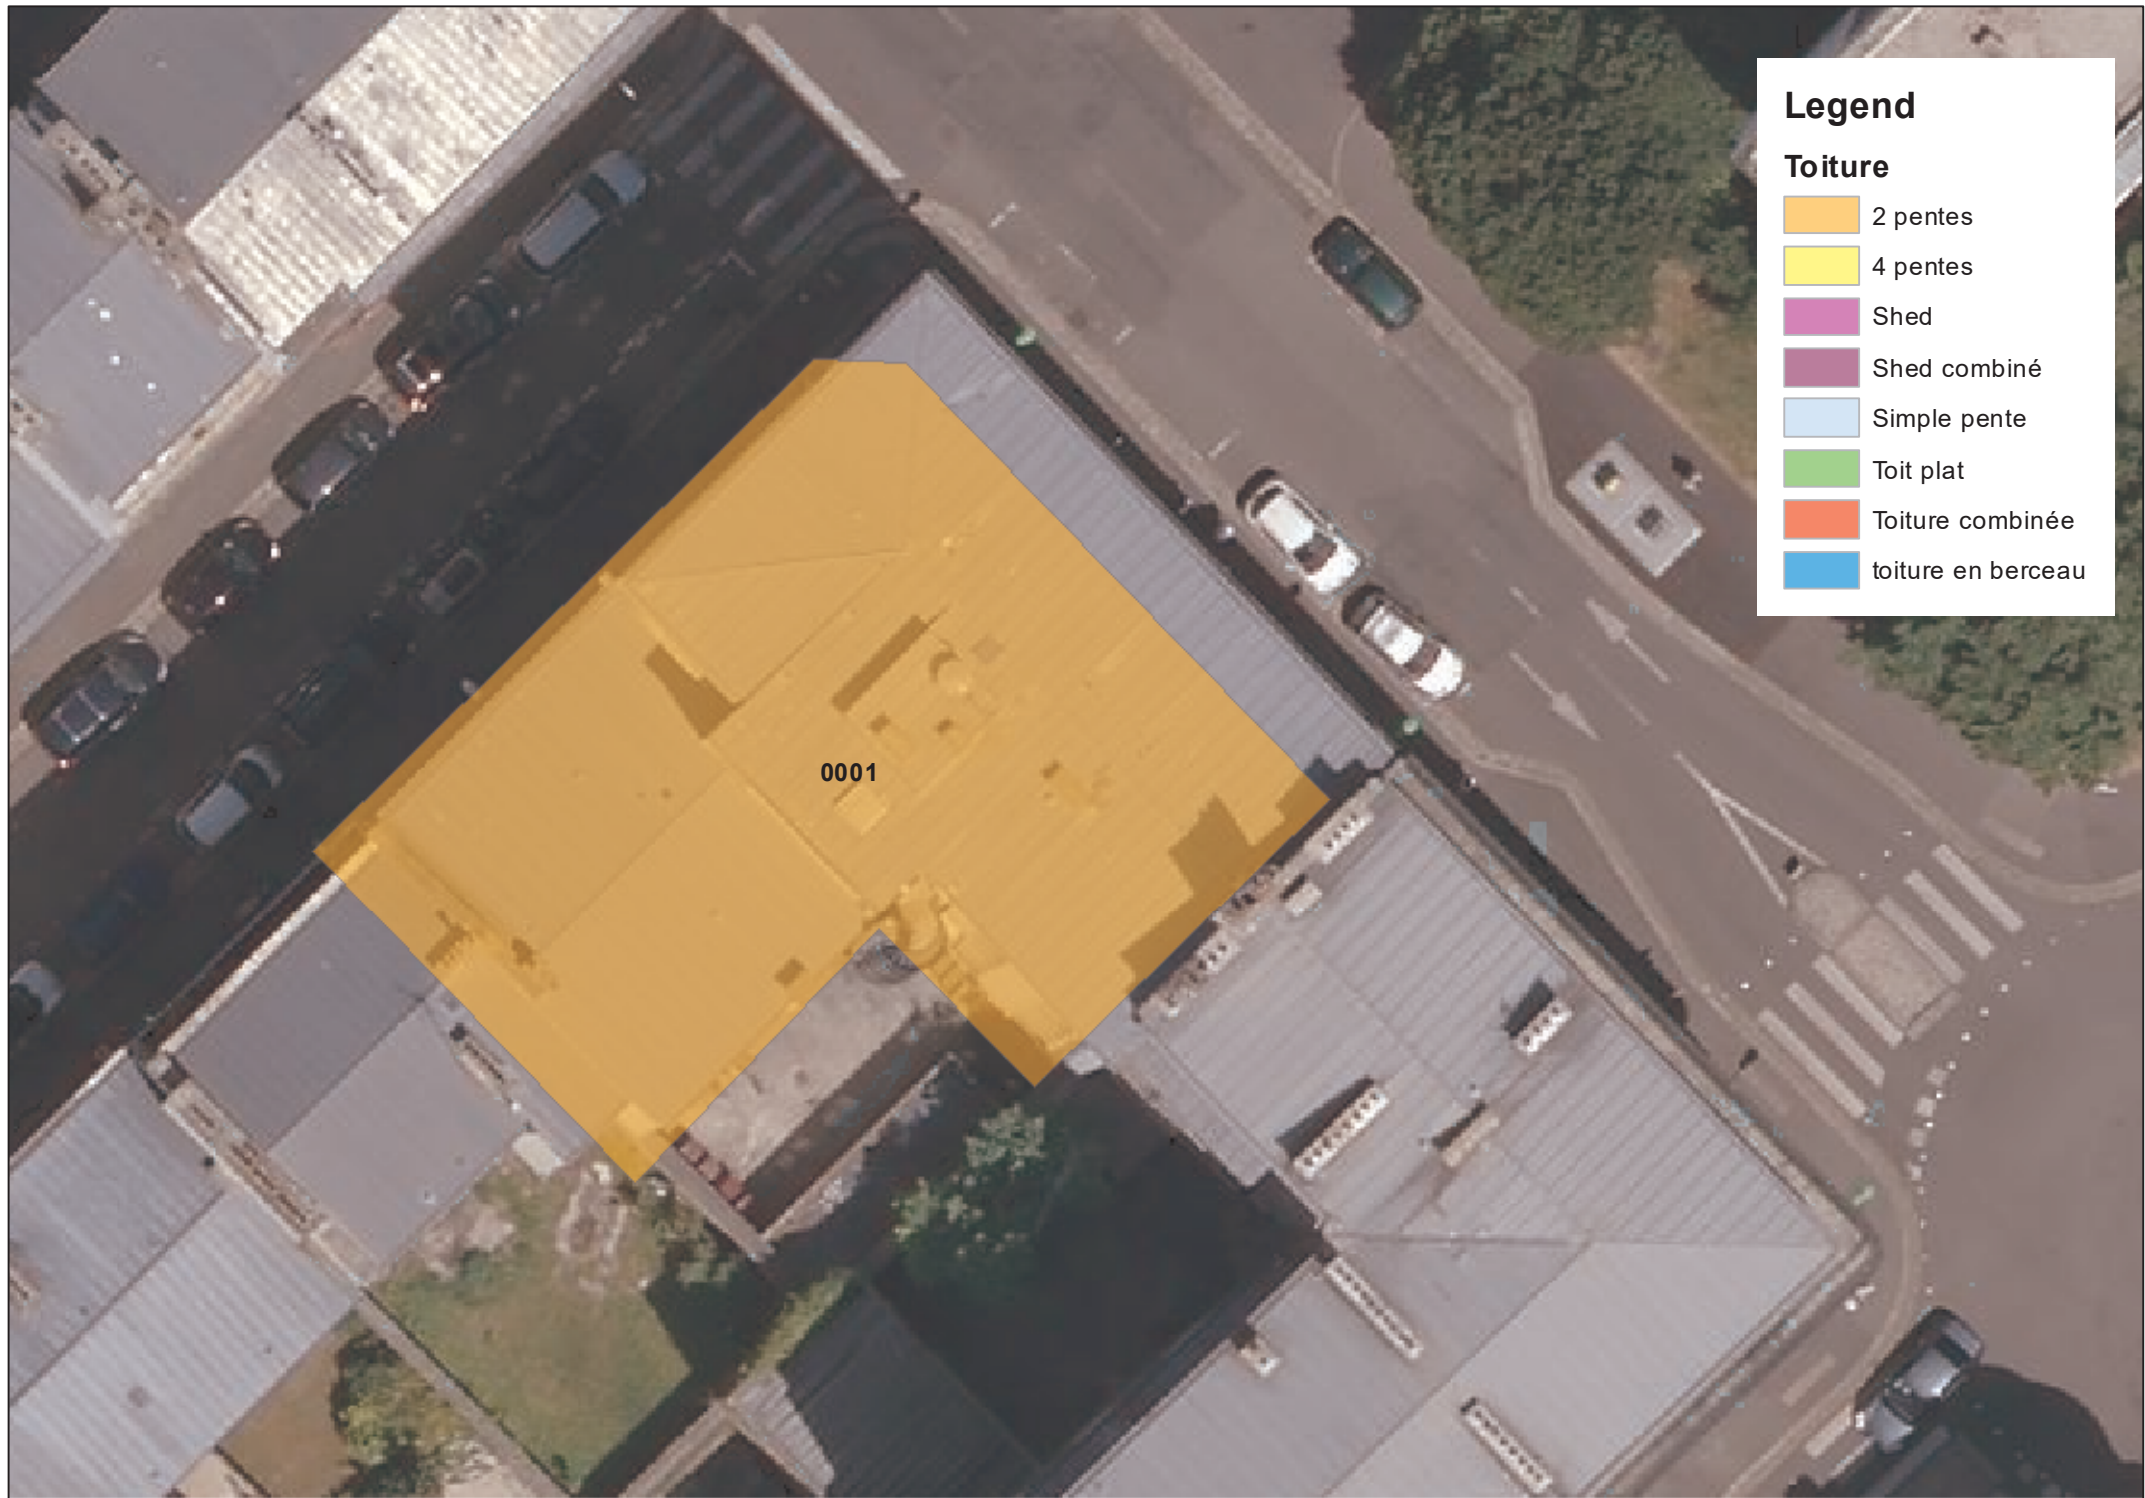 Legend
Toiture
2 pentes
4 pentes
Shed
Shed combiné
Simple pente
Toit plat
Toiture combinée
toiture en berceau
0001